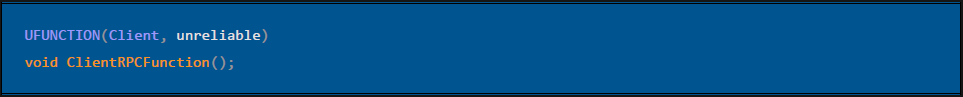 UFUNCTION(Client, unreliable)
void ClientRPCFunction();